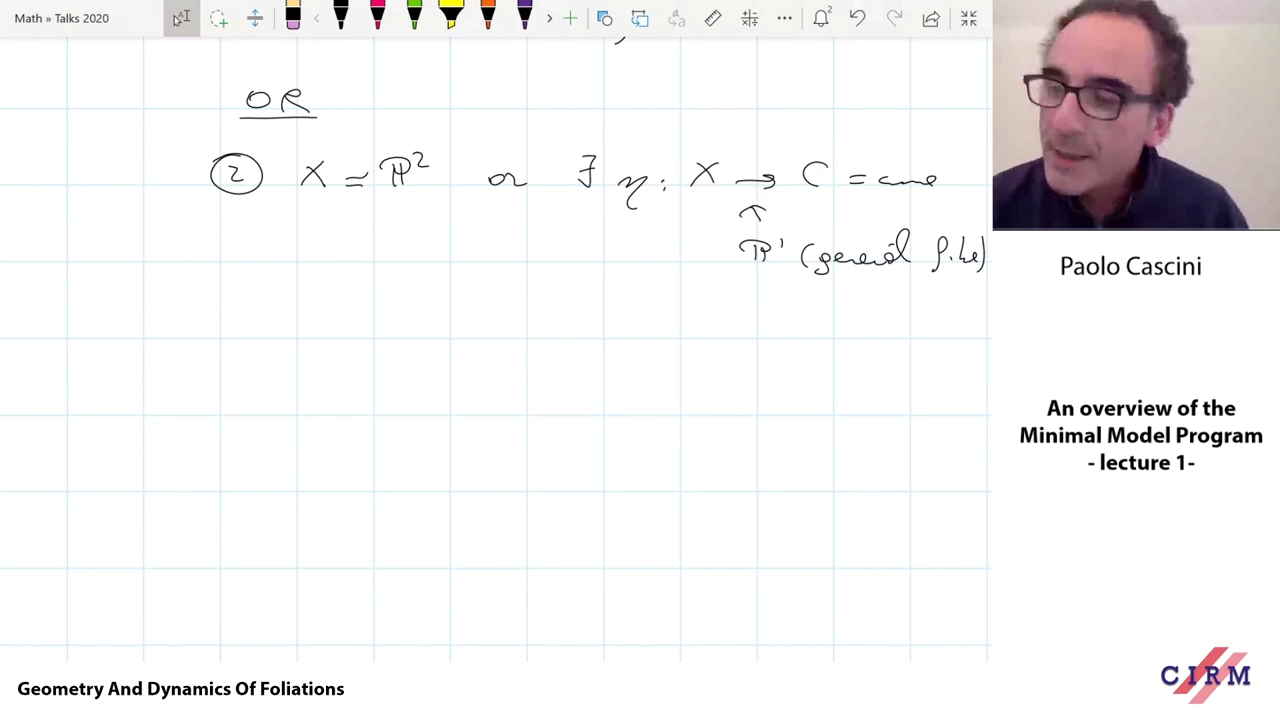 Math » Talks 2020
OR
② X ≃ ℙ² or ∃ η: X → C = curve
↑
ℙ¹ (general fibre)
Paolo Cascini
An overview of the
Minimal Model Program
- lecture 1-
CIRM
Geometry And Dynamics Of Foliations